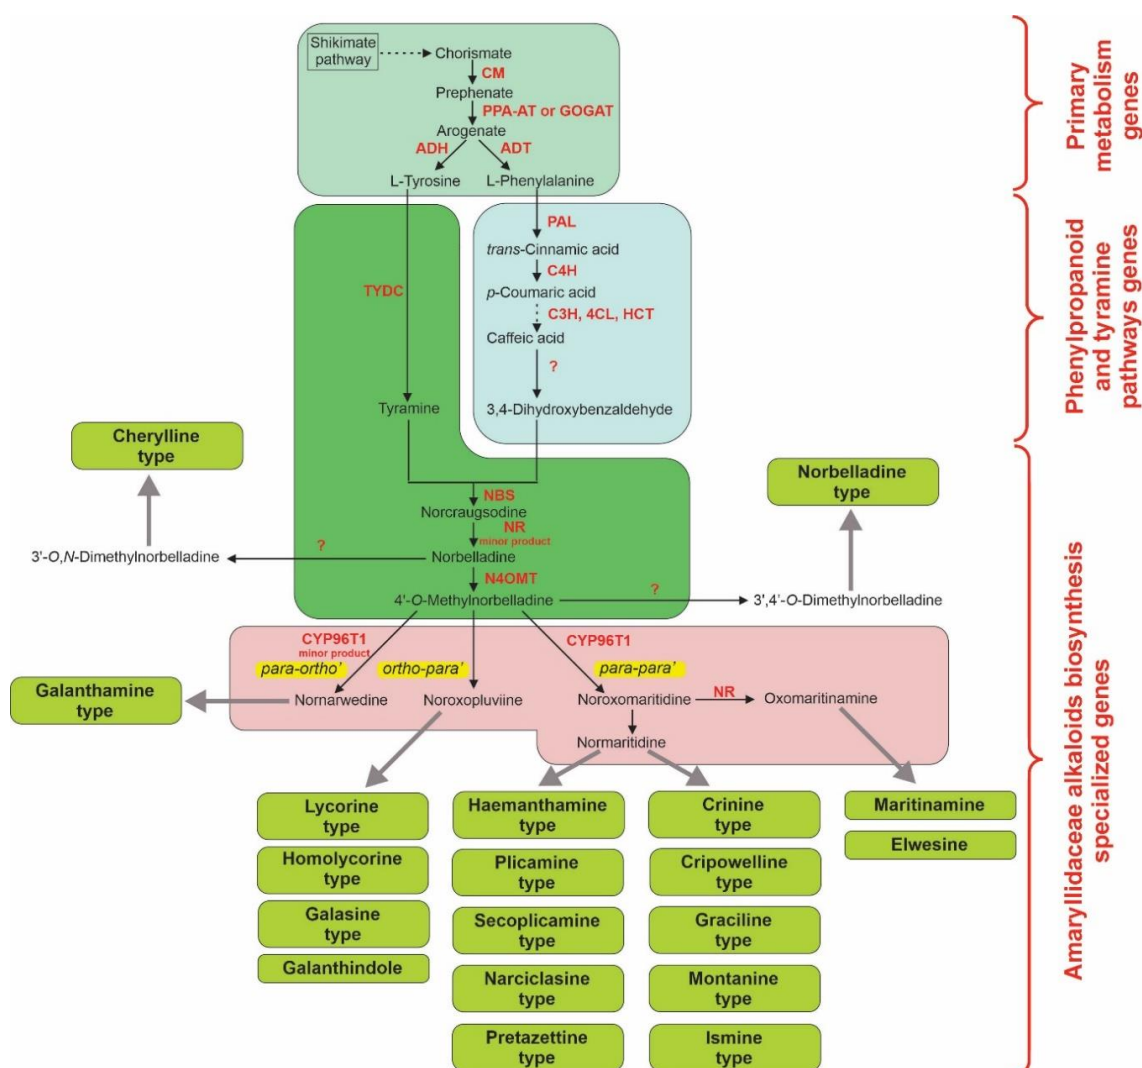 Shikimate
pathway
Chorismate
CM
Prephenate
PPA-AT or GOGAT
Arogenate
ADH
ADT
L-Tyrosine
L-Phenylalanine
Primary
metabolism
genes
PAL
trans-Cinnamic acid
C4H
p-Coumaric acid
C3H, 4CL, HCT
Caffeic acid
?
3,4-Dihydroxybenzaldehyde
TYDC
Tyramine
Phenylpropanoid
and tyramine
pathways genes
Cherylline
type
Norbelladine
type
NBS
Norcraugsodine
NR
minor product
Norbelladine
?
3'-O,N-Dimethylnorbelladine
N4OMT
4'-O-Methylnorbelladine
?
3',4'-O-Dimethylnorbelladine
CYP96T1
minor product
CYP96T1
para-ortho’
ortho-para’
para-para’
Galanthamine
type
Nornarwedine
Noroxopluviine
Noroxomaritidine
NR
Oxomaritinamine
Normaritidine
Lycorine
type
Homolycorine
type
Galasine
type
Galanthindole
Haemanthamine
type
Plicamine
type
Secoplicamine
type
Narciclasine
type
Pretazettine
type
Crinine
type
Cripowelline
type
Graciline
type
Montanine
type
Ismine
type
Maritinamine
Elwesine
Amaryllidaceae alkaloids biosynthesis
specialized genes